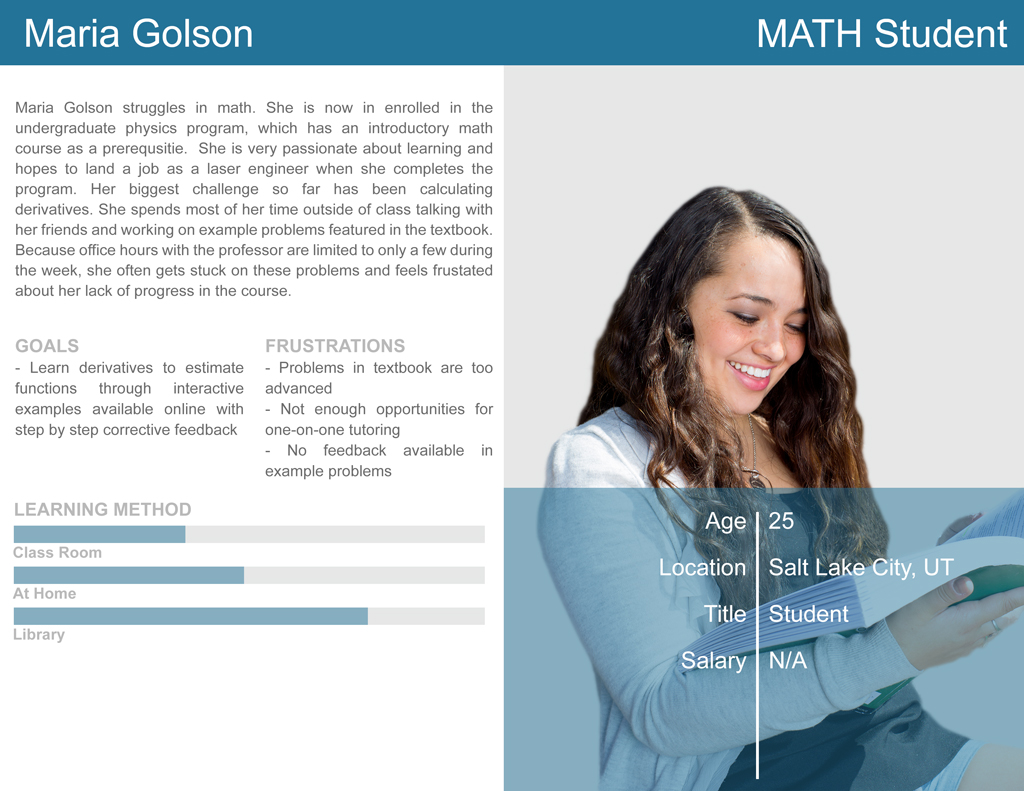 Maria Golson
MATH Student
Maria Golson struggles in math. She is now in enrolled in the
undergraduate physics program, which has an introductory math
course as a prerequsitie. She is very passionate about learning and
hopes to land a job as a laser engineer when she completes the
program. Her biggest challenge so far has been calculating
derivatives. She spends most of her time outside of class talking with
her friends and working on example problems featured in the textbook.
Because office hours with the professor are limited to only a few during
the week, she often gets stuck on these problems and feels frustated
about her lack of progress in the course.
GOALS
- Learn derivatives to estimate
functions through interactive
examples available online with
step by step corrective feedback
FRUSTRATIONS
- Problems in textbook are too
advanced
- Not enough opportunities for
one-on-one tutoring
- No feedback available in
example problems
LEARNING METHOD
Class Room
At Home
Library
Age 25
Location Salt Lake City, UT
Title Student
Salary N/A